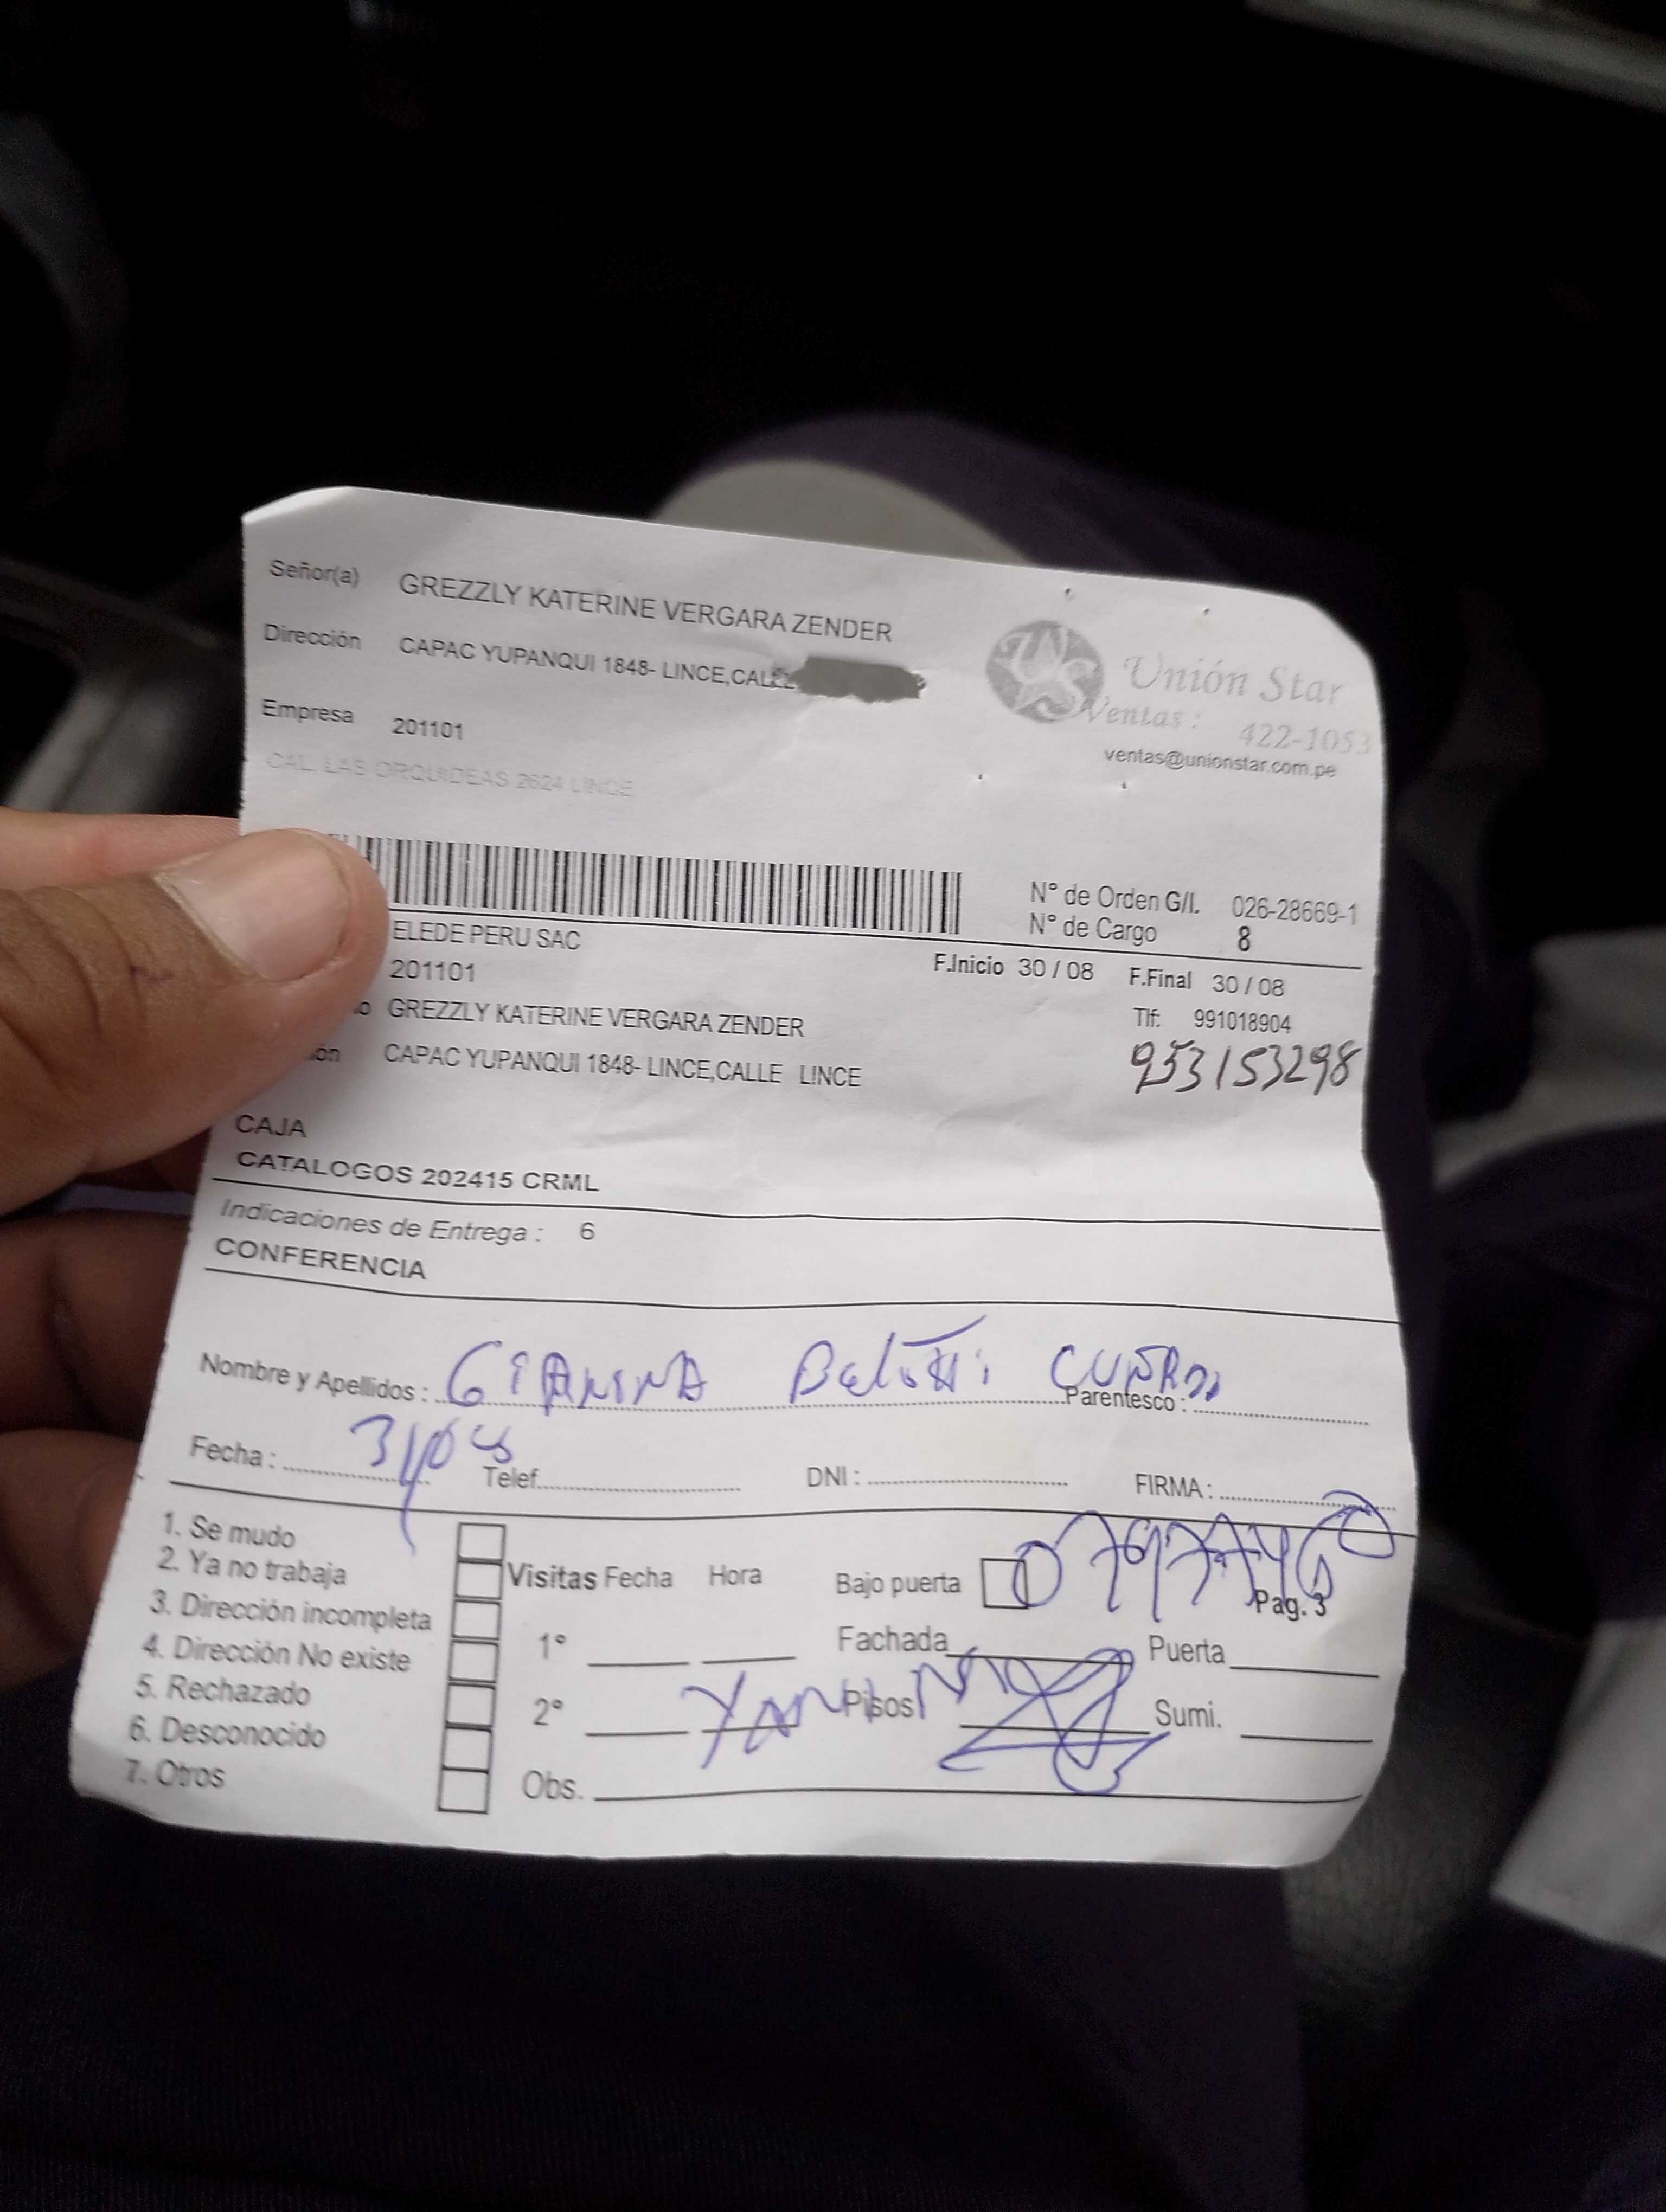 Señor(a) GREZZLY KATERINE VERGARA ZENDER
Dirección CAPAC YUPANQUI 1848- LINCE,CALLE
Unión Star
Ventas : 422-1053
ventas@unionstar.com.pe
Empresa 201101
CAL. LAS ORQUIDEAS 2624 LINCE
N° de Orden G/I. 026-28669-1
N° de Cargo 8
ELEDE PERU SAC
201101
F.Inicio 30 / 08 F.Final 30 / 08
o GREZZLY KATERINE VERGARA ZENDER Tlf: 991018904
ón CAPAC YUPANQUI 1848- LINCE,CALLE LINCE
953153298
CAJA
CATALOGOS 202415 CRML
Indicaciones de Entrega : 6
CONFERENCIA
Nombre y Apellidos : GIANINA Parentesco :
Fecha : 31/08 Telef. DNI : FIRMA :
1. Se mudo
2. Ya no trabaja
3. Dirección incompleta
4. Dirección No existe
5. Rechazado
6. Desconocido
7. Otros
Visitas Fecha Hora
1°
2°
Obs.
Bajo puerta
Pag. 3
Fachada Puerta
Pisos Sumi.